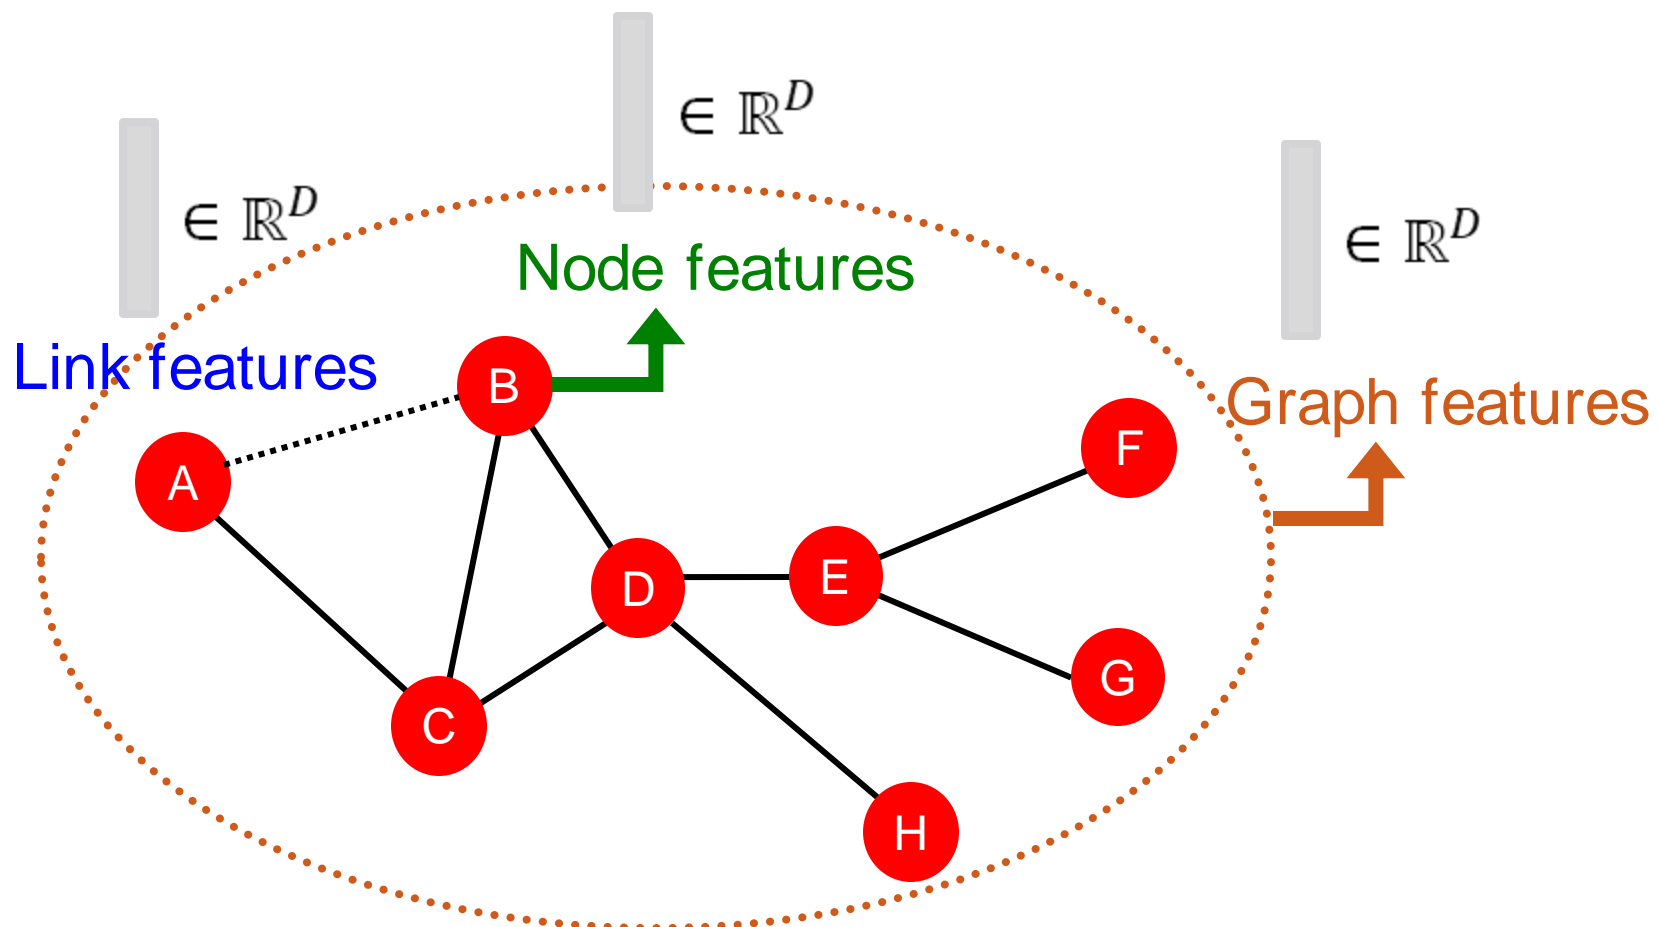 ∈ ℝ^D
∈ ℝ^D
∈ ℝ^D
Node features
Link features
Graph features
B
F
A
D
E
G
C
H